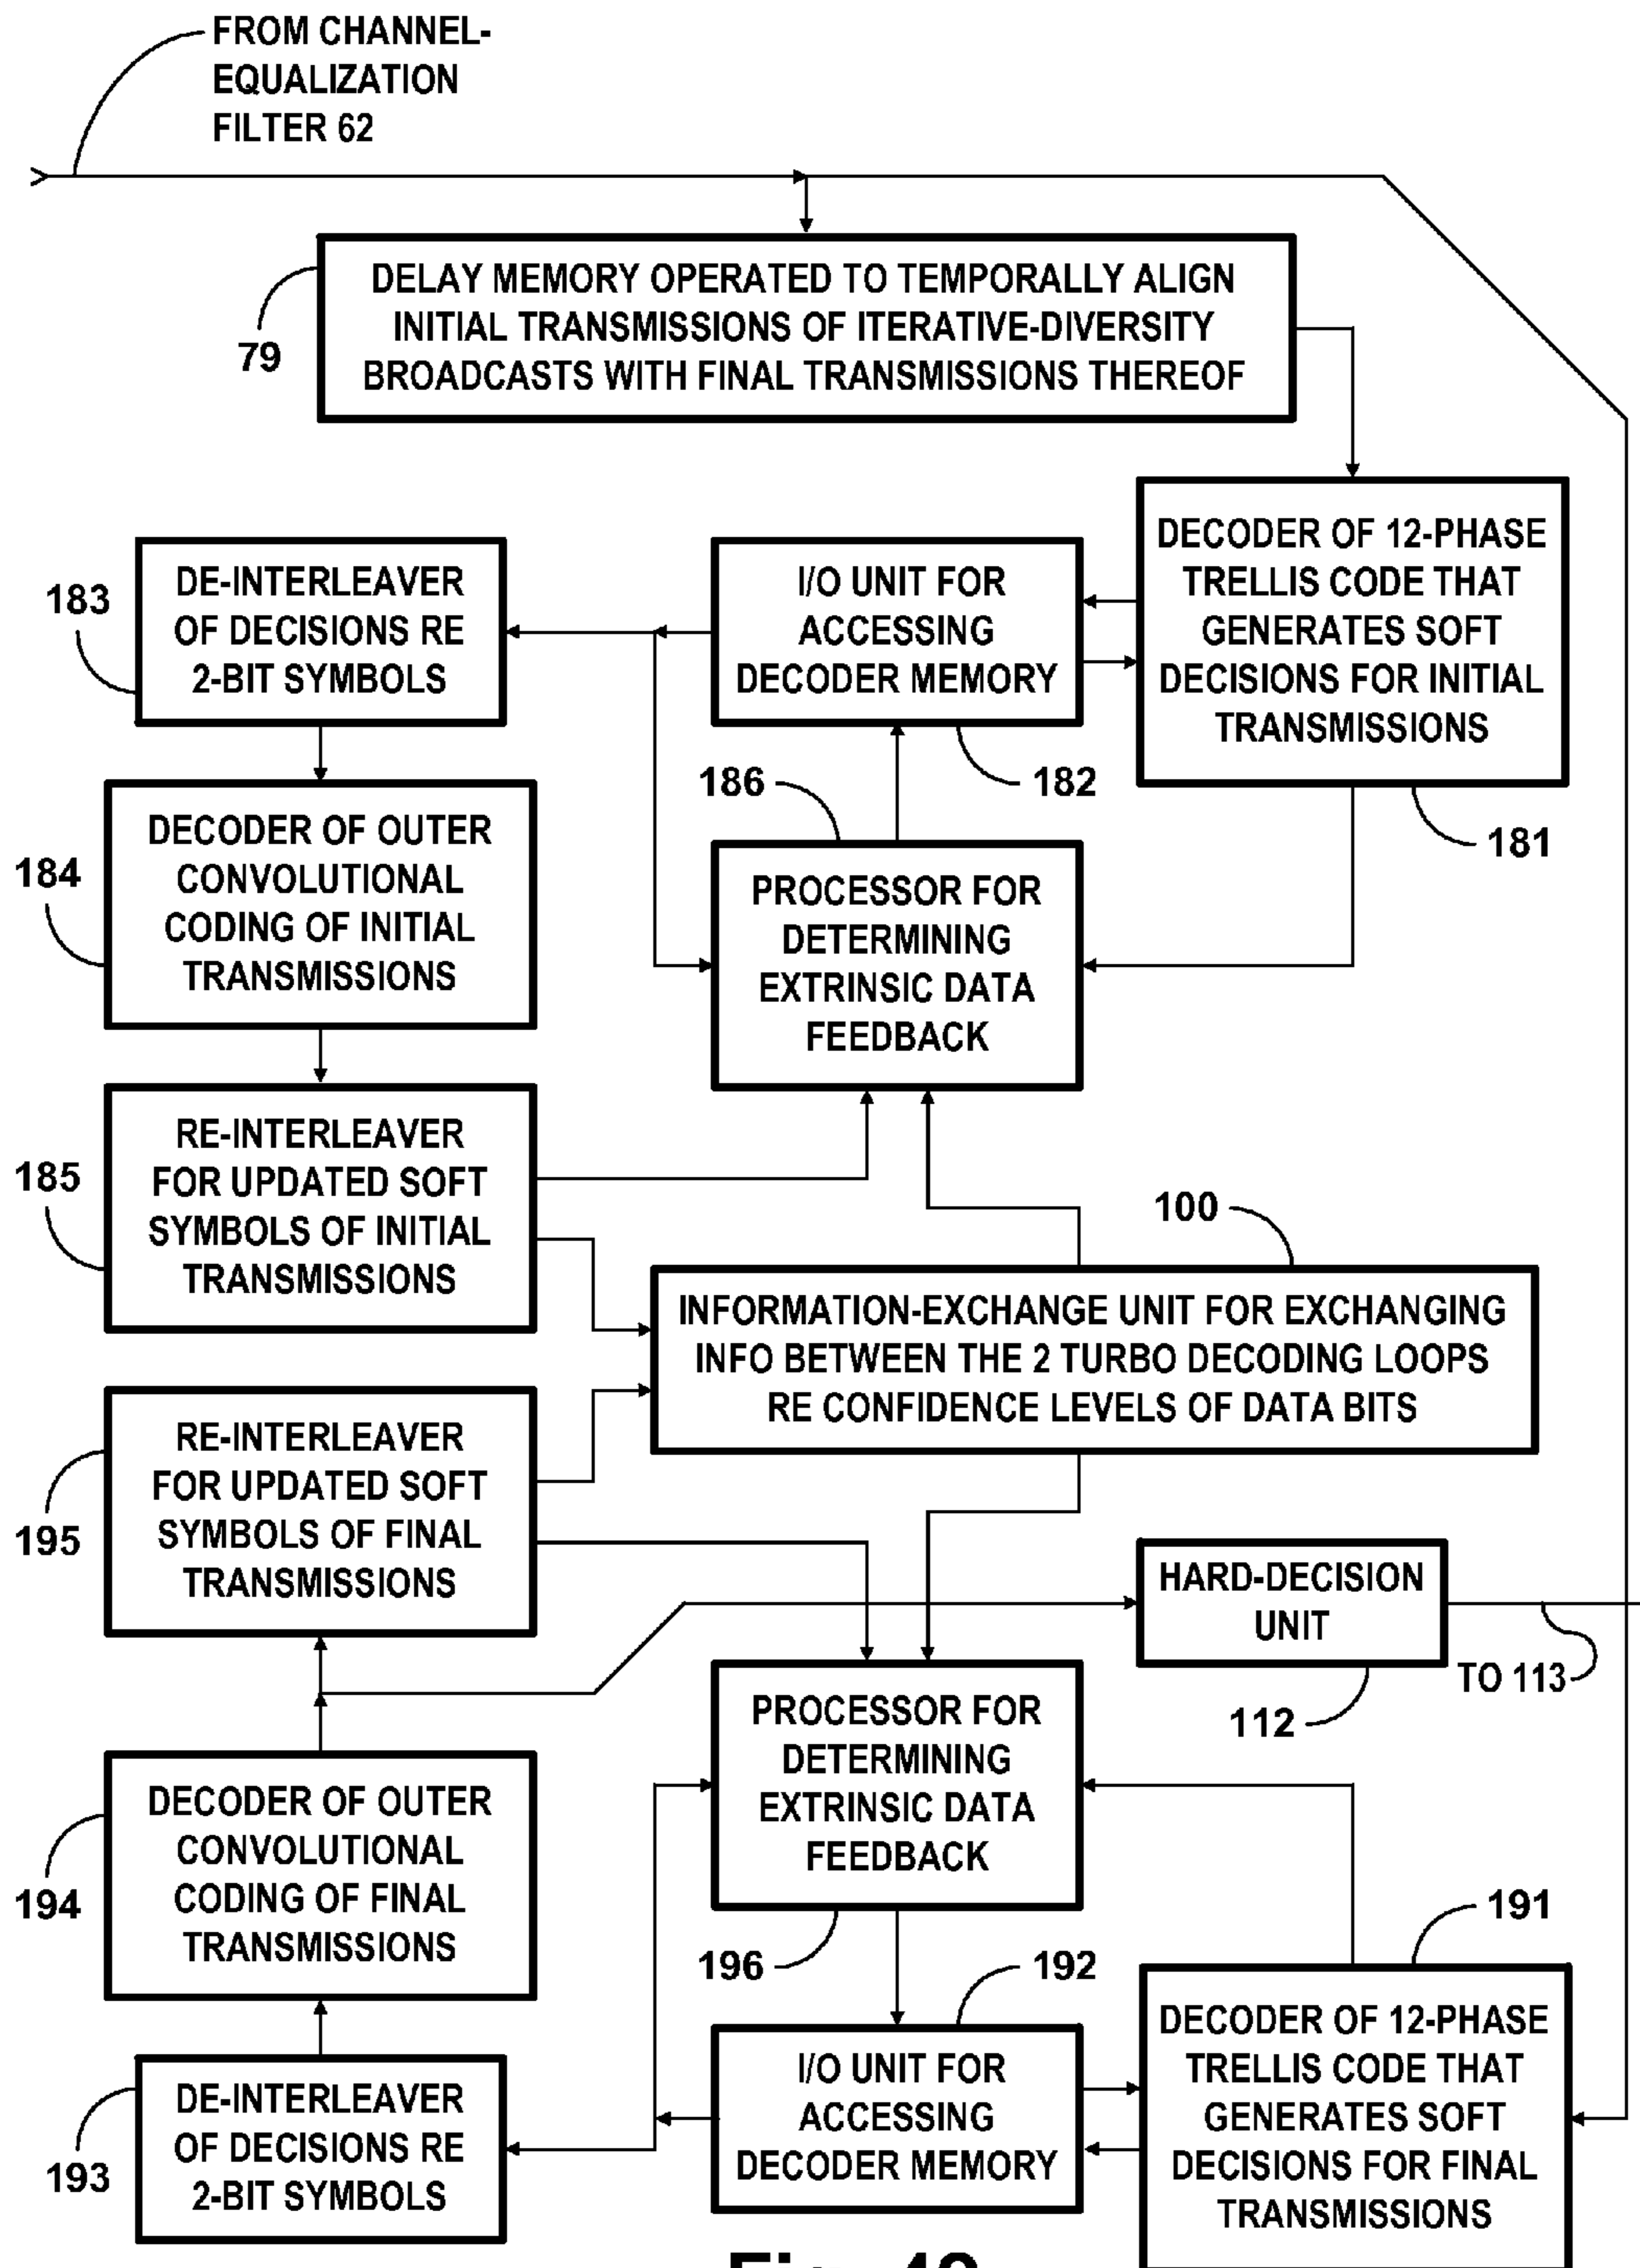 FROM CHANNEL-
EQUALIZATION
FILTER 62
DELAY MEMORY OPERATED TO TEMPORALLY ALIGN
INITIAL TRANSMISSIONS OF ITERATIVE-DIVERSITY
BROADCASTS WITH FINAL TRANSMISSIONS THEREOF
79
DECODER OF 12-PHASE
TRELLIS CODE THAT
GENERATES SOFT
DECISIONS FOR INITIAL
TRANSMISSIONS
181
I/O UNIT FOR
ACCESSING
DECODER MEMORY
182
DE-INTERLEAVER
OF DECISIONS RE
2-BIT SYMBOLS
183
186
PROCESSOR FOR
DETERMINING
EXTRINSIC DATA
FEEDBACK
DECODER OF OUTER
CONVOLUTIONAL
CODING OF INITIAL
TRANSMISSIONS
184
RE-INTERLEAVER
FOR UPDATED SOFT
SYMBOLS OF INITIAL
TRANSMISSIONS
185
100
INFORMATION-EXCHANGE UNIT FOR EXCHANGING
INFO BETWEEN THE 2 TURBO DECODING LOOPS
RE CONFIDENCE LEVELS OF DATA BITS
RE-INTERLEAVER
FOR UPDATED SOFT
SYMBOLS OF FINAL
TRANSMISSIONS
195
HARD-DECISION
UNIT
TO 113
112
PROCESSOR FOR
DETERMINING
EXTRINSIC DATA
FEEDBACK
196
DECODER OF OUTER
CONVOLUTIONAL
CODING OF FINAL
TRANSMISSIONS
194
191
192
DECODER OF 12-PHASE
TRELLIS CODE THAT
GENERATES SOFT
DECISIONS FOR FINAL
TRANSMISSIONS
I/O UNIT FOR
ACCESSING
DECODER MEMORY
DE-INTERLEAVER
OF DECISIONS RE
2-BIT SYMBOLS
193